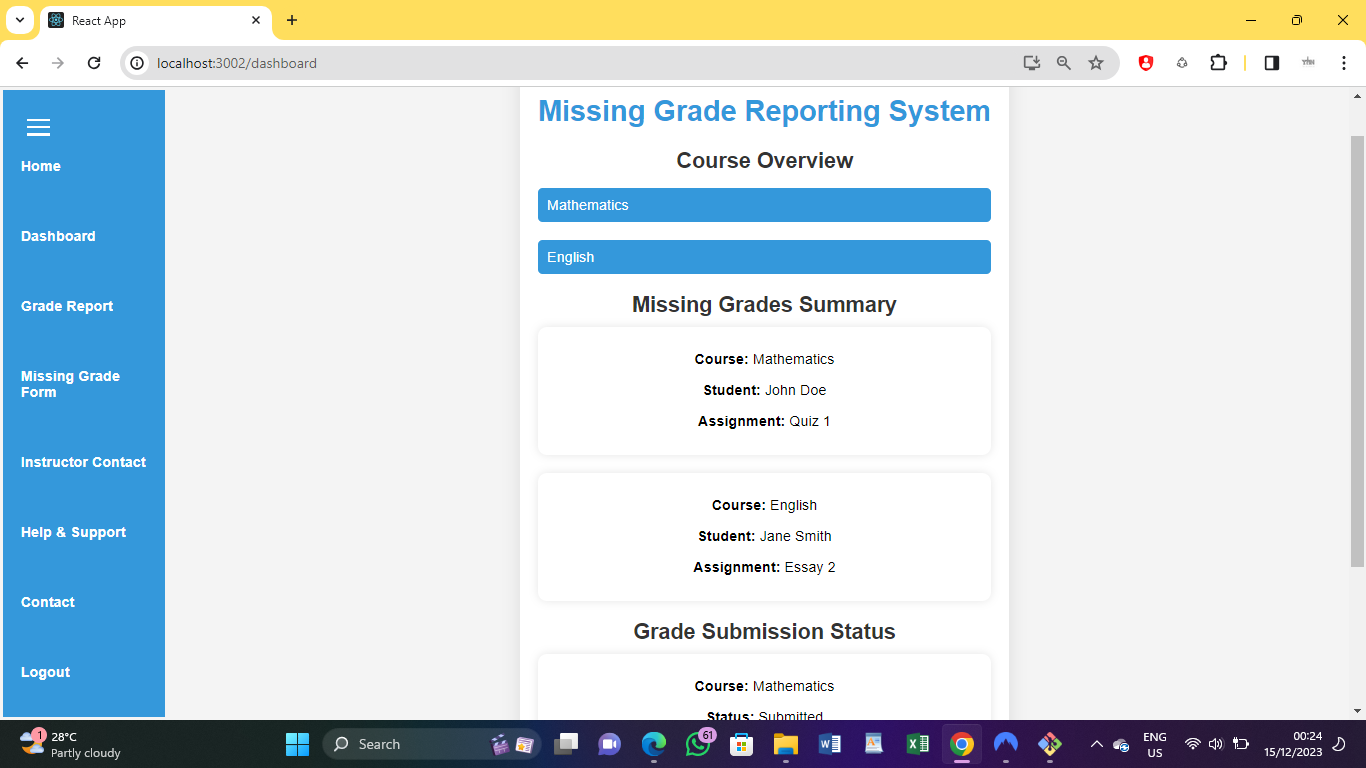 React App
localhost:3002/dashboard
Home
Dashboard
Grade Report
Missing Grade
Form
Instructor Contact
Help & Support
Contact
Logout
Missing Grade Reporting System
Course Overview
Mathematics
English
Missing Grades Summary
Course: Mathematics
Student: John Doe
Assignment: Quiz 1
Course: English
Student: Jane Smith
Assignment: Essay 2
Grade Submission Status
Course: Mathematics
Status: Submitted
1
28°C
Partly cloudy
Search
61
ENG
US
00:24
15/12/2023